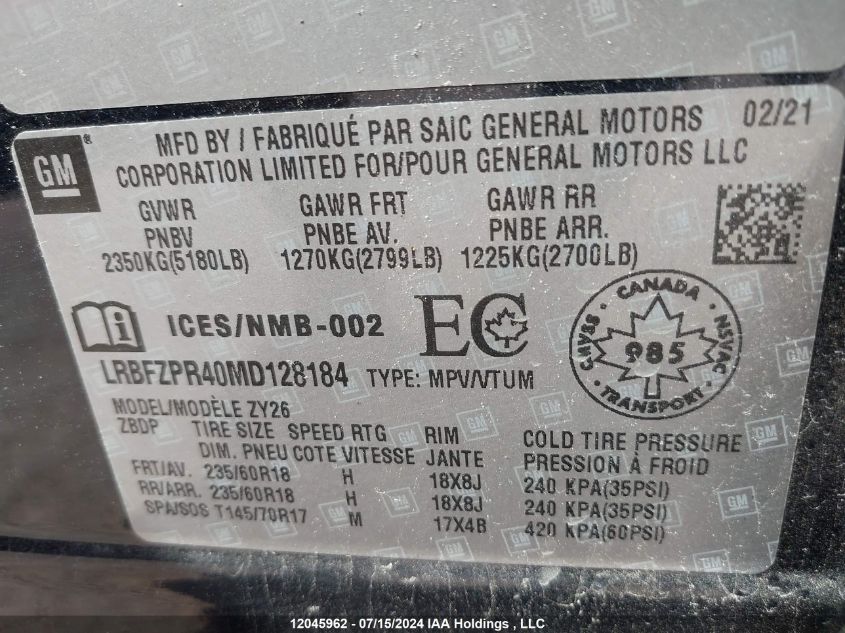 GM
MFD BY / FABRIQUÉ PAR SAIC GENERAL MOTORS 02/21
CORPORATION LIMITED FOR/POUR GENERAL MOTORS LLC
GVWR GAWR FRT GAWR RR
PNBV PNBE AV. PNBE ARR.
2350KG(5180LB) 1270KG(2799LB) 1225KG(2700LB)
i ICES/NMB-002 EC
CANADA
SSVAC NSVAC
985
TRANSPORT
LRBFZPR40MD128184 TYPE: MPV/VTUM
MODEL/MODÈLE ZY26
ZBDP TIRE SIZE SPEED RTG RIM COLD TIRE PRESSURE
DIM. PNEU COTE VITESSE JANTE PRESSION À FROID
FRT/AV. 235/60R18 H 18X8J 240 KPA(35PSI)
RR/ARR. 235/60R18 H 18X8J 240 KPA(35PSI)
SPA/SOS T145/70R17 M 17X4B 420 KPA(60PSI)
12045962 - 07/15/2024 IAA Holdings , LLC